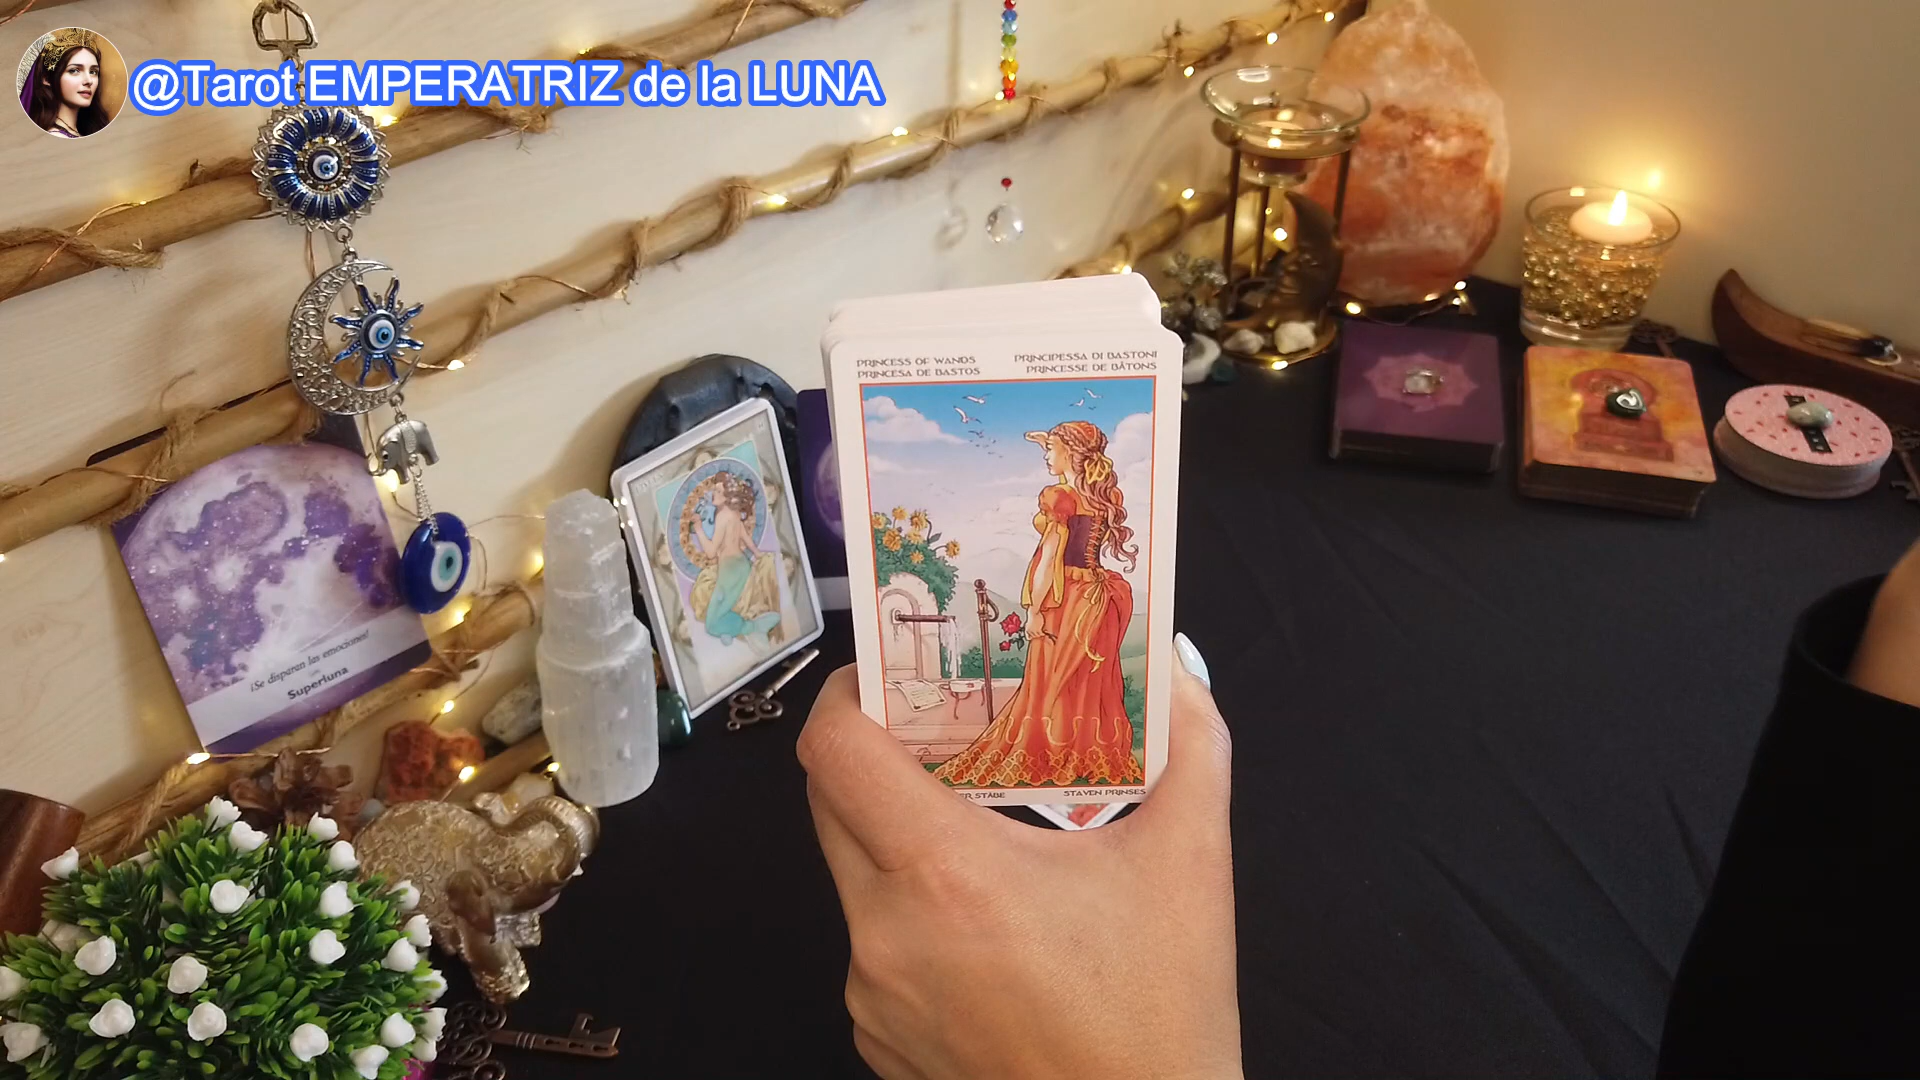 @Tarot EMPERATRIZ de la LUNA
PRINCESS OF WANDS
PRINCIPESSA DI BASTONI
PRINCESA DE BASTOS
PRINCESSE DE BÂTONS
STÄBE
STAVEN PRINSES
¡Se disparan las emociones!
Superluna